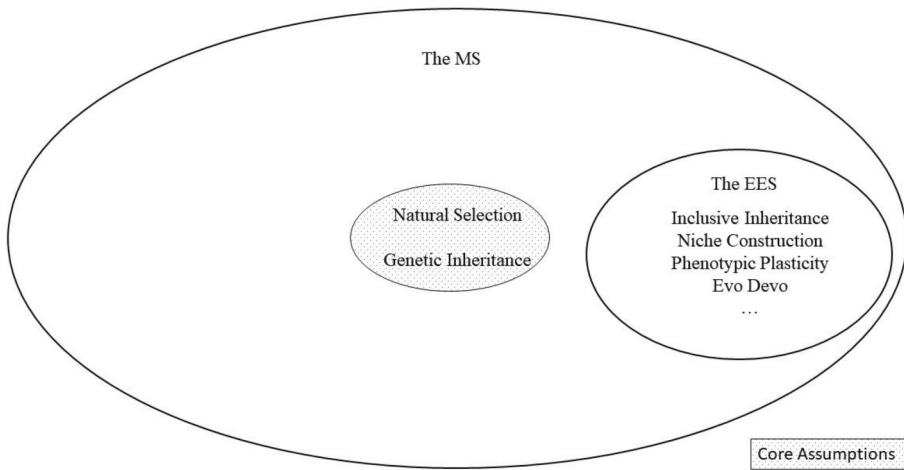 The MS
Natural Selection
Genetic Inheritance
The EES
Inclusive Inheritance
Niche Construction
Phenotypic Plasticity
Evo Devo
…
Core Assumptions